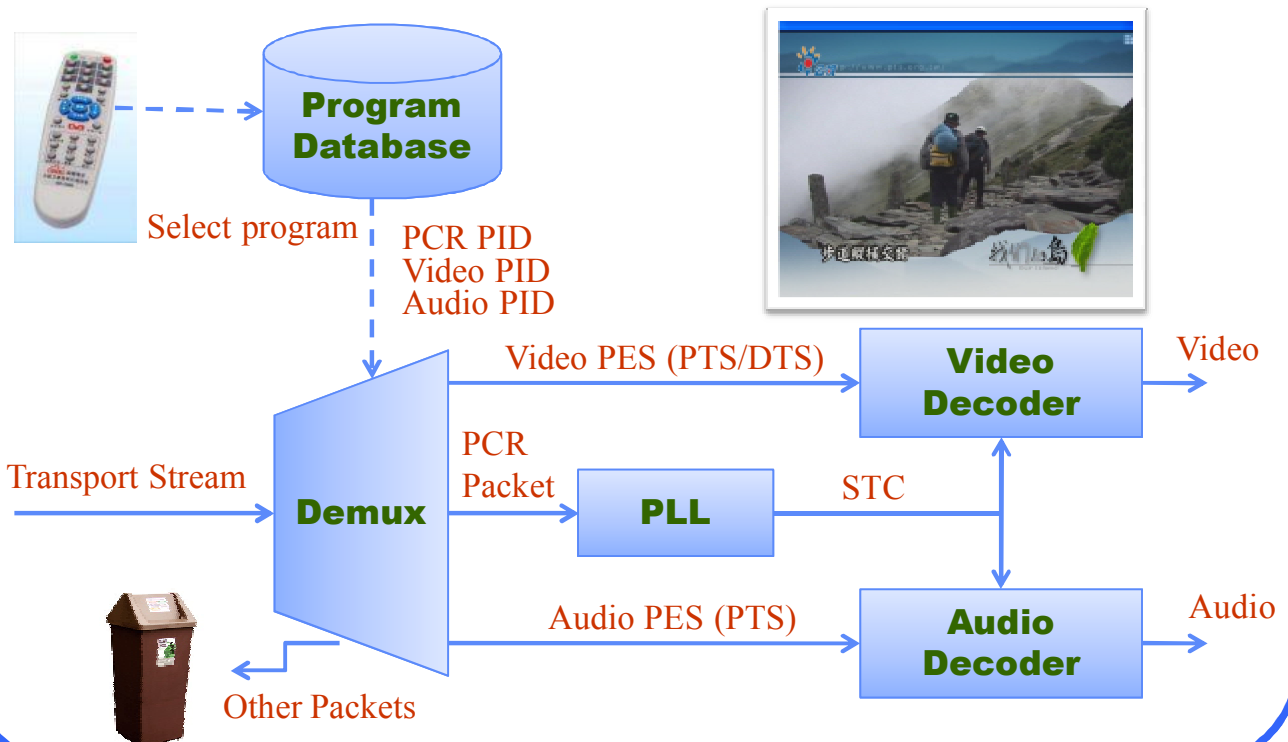 Program
Database
Select program
PCR PID
Video PID
Audio PID
Video PES (PTS/DTS)
Video
Decoder
Video
Transport Stream
Demux
PCR
Packet
PLL
STC
Audio PES (PTS)
Audio
Decoder
Audio
Other Packets